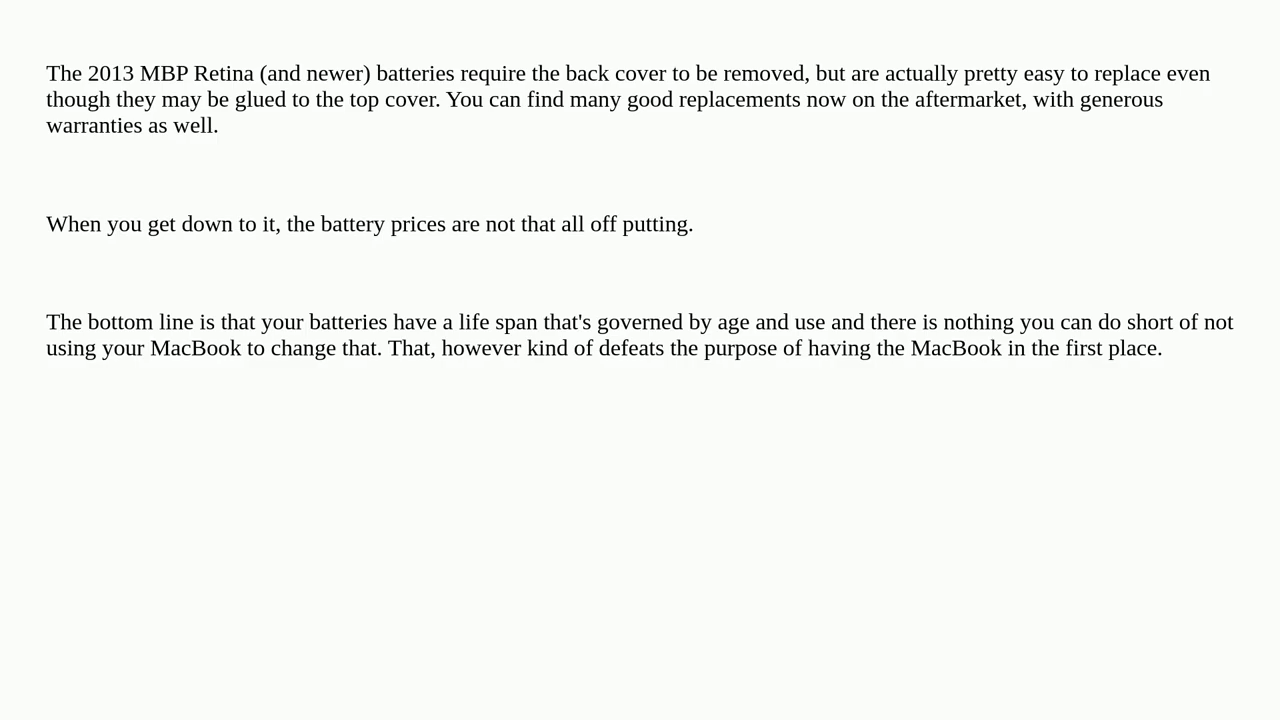 The 2013 MBP Retina (and newer) batteries require the back cover to be removed, but are actually pretty easy to replace even
though they may be glued to the top cover. You can find many good replacements now on the aftermarket, with generous
warranties as well.
When you get down to it, the battery prices are not that all off putting.
The bottom line is that your batteries have a life span that's governed by age and use and there is nothing you can do short of not
using your MacBook to change that. That, however kind of defeats the purpose of having the MacBook in the first place.